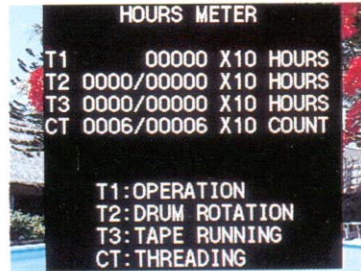 HOURS METER
T1 00000 X10 HOURS
T2 0000/00000 X10 HOURS
T3 0000/00000 X10 HOURS
CT 0006/00006 X10 COUNT
T1:OPERATION
T2:DRUM ROTATION
T3:TAPE RUNNING
CT:THREADING